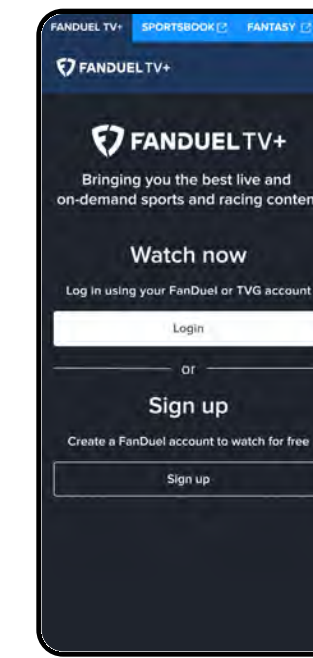 FANDUEL TV+ SPORTSBOOK FANTASY
FANDUEL TV+
FANDUEL TV+
Bringing you the best live and
on-demand sports and racing conten
Watch now
Log in using your FanDuel or TVG account
Login
or
Sign up
Create a FanDuel account to watch for free
Sign up